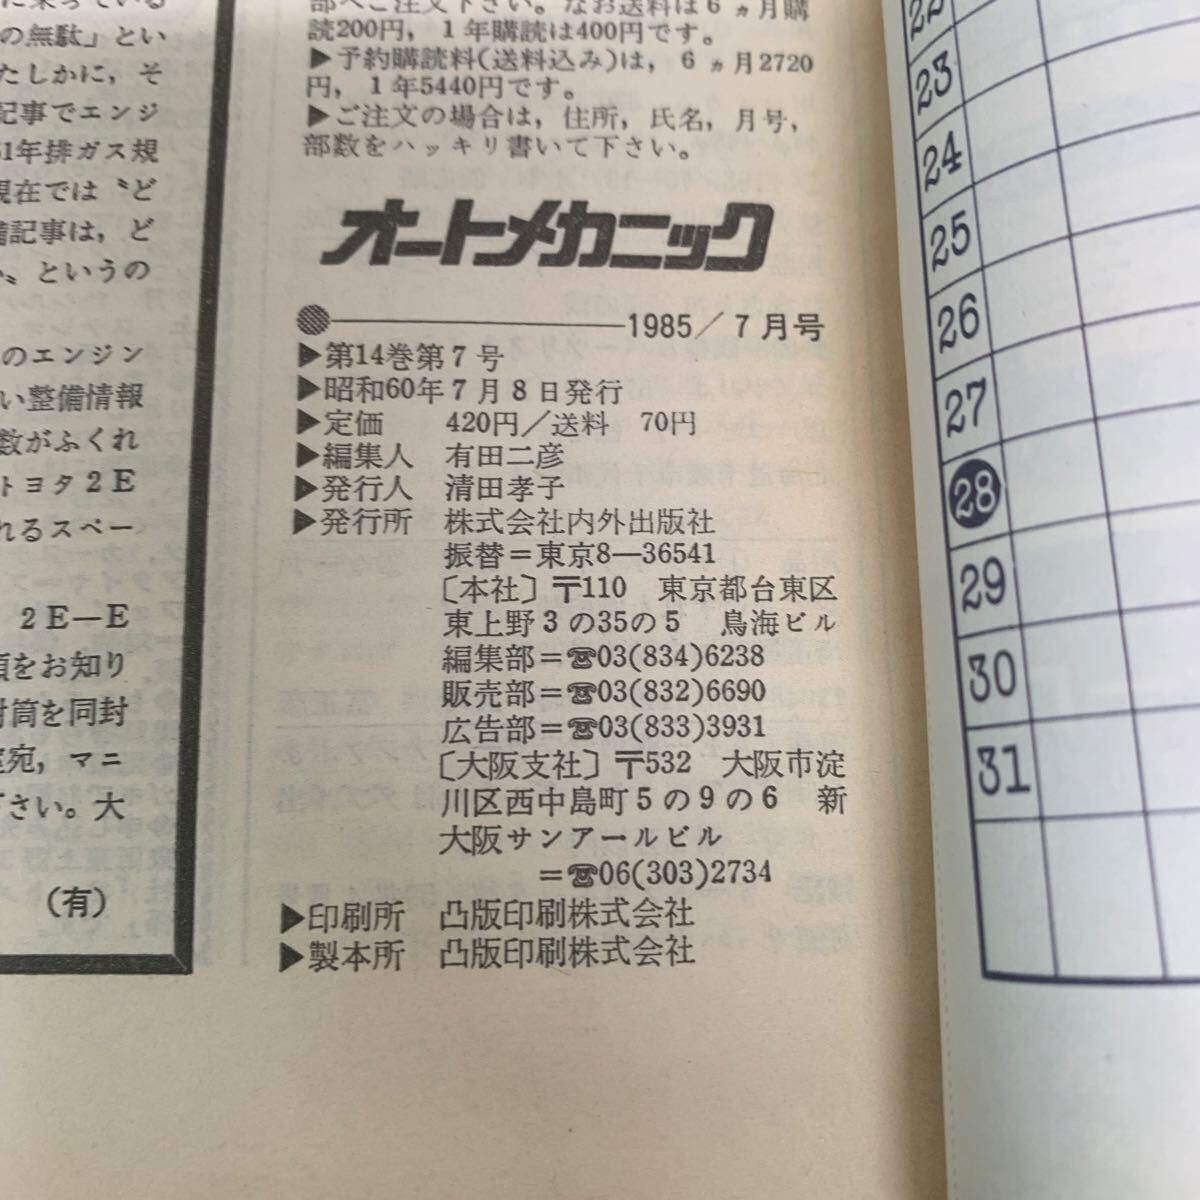 の無駄」とい
たしかに，そ
記事でエンジ
51年排ガス規
現在では〝ど
備記事は，ど
〟というの
のエンジン
い整備情報
数がふくれ
トヨタ2E
れるスペー
2E—E
項をお知り
封筒を同封
室宛，マニ
ださい。大
(有)
部へご注文下さい。なお送料は6ヵ月購
読200円，1年購読は400円です。
▶予約購読料(送料込み)は，6ヵ月2720
円，1年5440円です。
▶ご注文の場合は，住所，氏名，月号，
部数をハッキリ書いて下さい。
オートメカニック
1985／7月号
▶第14巻第7号
▶昭和60年7月8日発行
▶定価　420円／送料　70円
▶編集人　有田二彦
▶発行人　清田孝子
▶発行所　株式会社内外出版社
振替＝東京8—36541
〔本社〕〒110　東京都台東区
東上野3の35の5　鳥海ビル
編集部＝☎03(834)6238
販売部＝☎03(832)6690
広告部＝☎03(833)3931
〔大阪支社〕〒532　大阪市淀
川区西中島町5の9の6　新
大阪サンアールビル
＝☎06(303)2734
▶印刷所　凸版印刷株式会社
▶製本所　凸版印刷株式会社
22
23
24
25
26
27
28
29
30
31